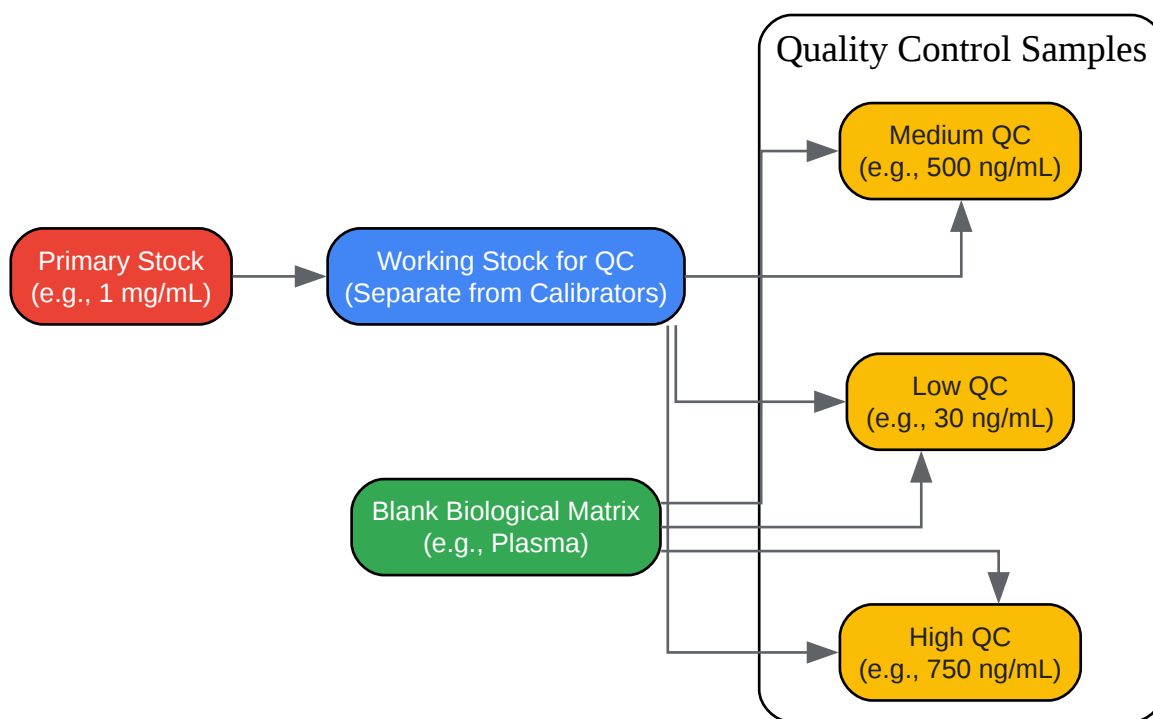 Quality Control Samples
Medium QC
(e.g., 500 ng/mL)
Primary Stock
(e.g., 1 mg/mL)
Working Stock for QC
(Separate from Calibrators)
Low QC
(e.g., 30 ng/mL)
Blank Biological Matrix
(e.g., Plasma)
High QC
(e.g., 750 ng/mL)